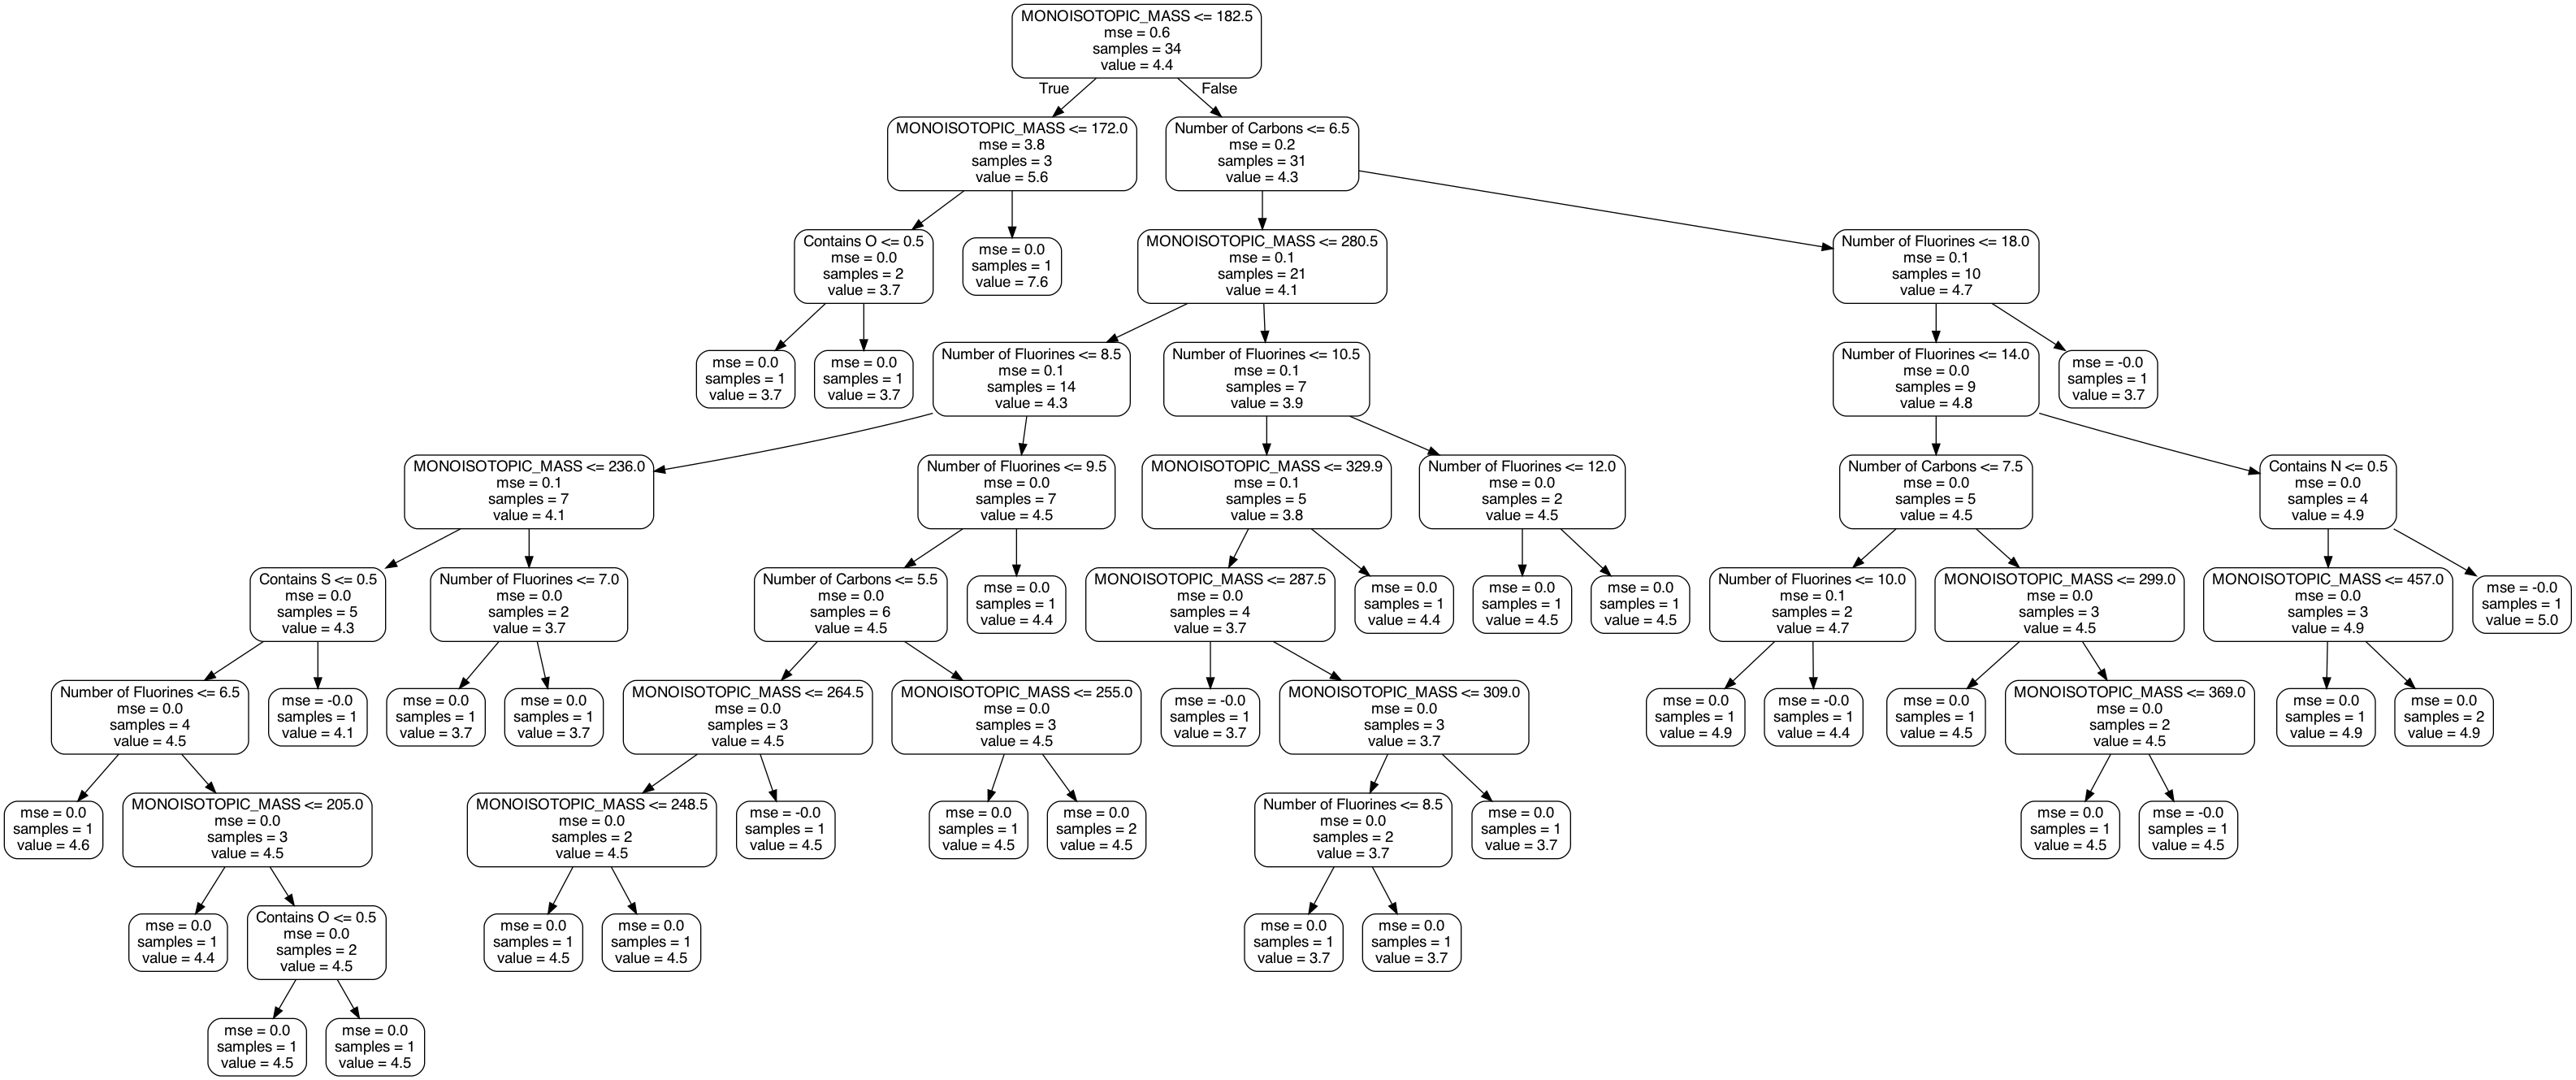 MONOISOTOPIC_MASS <= 182.5
mse = 0.6
samples = 34
value = 4.4
True
False
MONOISOTOPIC_MASS <= 172.0
mse = 3.8
samples = 3
value = 5.6
Number of Carbons <= 6.5
mse = 0.2
samples = 31
value = 4.3
Contains O <= 0.5
mse = 0.0
samples = 2
value = 3.7
mse = 0.0
samples = 1
value = 7.6
MONOISOTOPIC_MASS <= 280.5
mse = 0.1
samples = 21
value = 4.1
Number of Fluorines <= 18.0
mse = 0.1
samples = 10
value = 4.7
mse = 0.0
samples = 1
value = 3.7
mse = 0.0
samples = 1
value = 3.7
Number of Fluorines <= 8.5
mse = 0.1
samples = 14
value = 4.3
Number of Fluorines <= 10.5
mse = 0.1
samples = 7
value = 3.9
Number of Fluorines <= 14.0
mse = 0.0
samples = 9
value = 4.8
mse = -0.0
samples = 1
value = 3.7
MONOISOTOPIC_MASS <= 236.0
mse = 0.1
samples = 7
value = 4.1
Number of Fluorines <= 9.5
mse = 0.0
samples = 7
value = 4.5
MONOISOTOPIC_MASS <= 329.9
mse = 0.1
samples = 5
value = 3.8
Number of Fluorines <= 12.0
mse = 0.0
samples = 2
value = 4.5
Number of Carbons <= 7.5
mse = 0.0
samples = 5
value = 4.5
Contains N <= 0.5
mse = 0.0
samples = 4
value = 4.9
Contains S <= 0.5
mse = 0.0
samples = 5
value = 4.3
Number of Fluorines <= 7.0
mse = 0.0
samples = 2
value = 3.7
Number of Carbons <= 5.5
mse = 0.0
samples = 6
value = 4.5
mse = 0.0
samples = 1
value = 4.4
MONOISOTOPIC_MASS <= 287.5
mse = 0.0
samples = 4
value = 3.7
mse = 0.0
samples = 1
value = 4.4
mse = 0.0
samples = 1
value = 4.5
mse = 0.0
samples = 1
value = 4.5
Number of Fluorines <= 10.0
mse = 0.1
samples = 2
value = 4.7
MONOISOTOPIC_MASS <= 299.0
mse = 0.0
samples = 3
value = 4.5
MONOISOTOPIC_MASS <= 457.0
mse = 0.0
samples = 3
value = 4.9
mse = -0.0
samples = 1
value = 5.0
Number of Fluorines <= 6.5
mse = 0.0
samples = 4
value = 4.5
mse = -0.0
samples = 1
value = 4.1
mse = 0.0
samples = 1
value = 3.7
mse = 0.0
samples = 1
value = 3.7
MONOISOTOPIC_MASS <= 264.5
mse = 0.0
samples = 3
value = 4.5
MONOISOTOPIC_MASS <= 255.0
mse = 0.0
samples = 3
value = 4.5
mse = -0.0
samples = 1
value = 3.7
MONOISOTOPIC_MASS <= 309.0
mse = 0.0
samples = 3
value = 3.7
mse = 0.0
samples = 1
value = 4.9
mse = -0.0
samples = 1
value = 4.4
mse = 0.0
samples = 1
value = 4.5
MONOISOTOPIC_MASS <= 369.0
mse = 0.0
samples = 2
value = 4.5
mse = 0.0
samples = 1
value = 4.9
mse = 0.0
samples = 2
value = 4.9
mse = 0.0
samples = 1
value = 4.6
MONOISOTOPIC_MASS <= 205.0
mse = 0.0
samples = 3
value = 4.5
MONOISOTOPIC_MASS <= 248.5
mse = 0.0
samples = 2
value = 4.5
mse = -0.0
samples = 1
value = 4.5
mse = 0.0
samples = 1
value = 4.5
mse = 0.0
samples = 2
value = 4.5
Number of Fluorines <= 8.5
mse = 0.0
samples = 2
value = 3.7
mse = 0.0
samples = 1
value = 3.7
mse = 0.0
samples = 1
value = 4.5
mse = -0.0
samples = 1
value = 4.5
mse = 0.0
samples = 1
value = 4.4
Contains O <= 0.5
mse = 0.0
samples = 2
value = 4.5
mse = 0.0
samples = 1
value = 4.5
mse = 0.0
samples = 1
value = 4.5
mse = 0.0
samples = 1
value = 3.7
mse = 0.0
samples = 1
value = 3.7
mse = 0.0
samples = 1
value = 4.5
mse = 0.0
samples = 1
value = 4.5